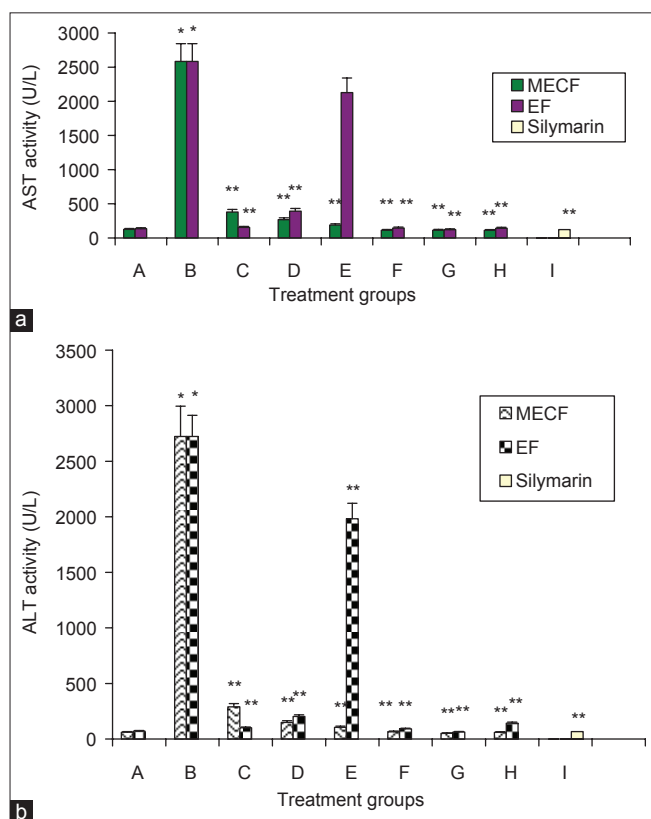 3000
2500
2000
1500
1000
500
0
AST activity (U/L)
* *
** ** ** ** ** ** ** ** ** ** ** **
MECF
EF
Silymarin
A B C D E F G H I
Treatment groups
a
3500
3000
2500
2000
1500
1000
500
0
ALT activity (U/L)
* *
** ** ** ** ** ** ** ** ** ** ** ** **
MECF
EF
Silymarin
A B C D E F G H I
Treatment groups
b